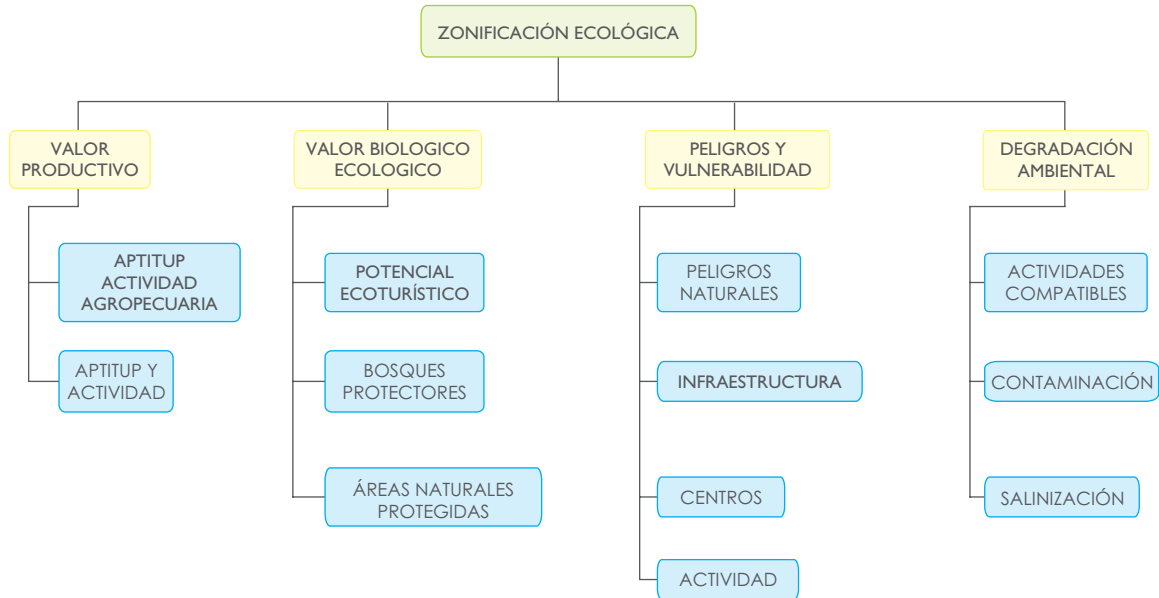 ZONIFICACIÓN ECOLÓGICA
VALOR
PRODUCTIVO
APTITUP
ACTIVIDAD
AGROPECUARIA
APTITUP Y
ACTIVIDAD
VALOR BIOLOGICO
ECOLOGICO
POTENCIAL
ECOTURÍSTICO
BOSQUES
PROTECTORES
ÁREAS NATURALES
PROTEGIDAS
PELIGROS Y
VULNERABILIDAD
PELIGROS
NATURALES
INFRAESTRUCTURA
CENTROS
ACTIVIDAD
DEGRADACIÓN
AMBIENTAL
ACTIVIDADES
COMPATIBLES
CONTAMINACIÓN
SALINIZACIÓN